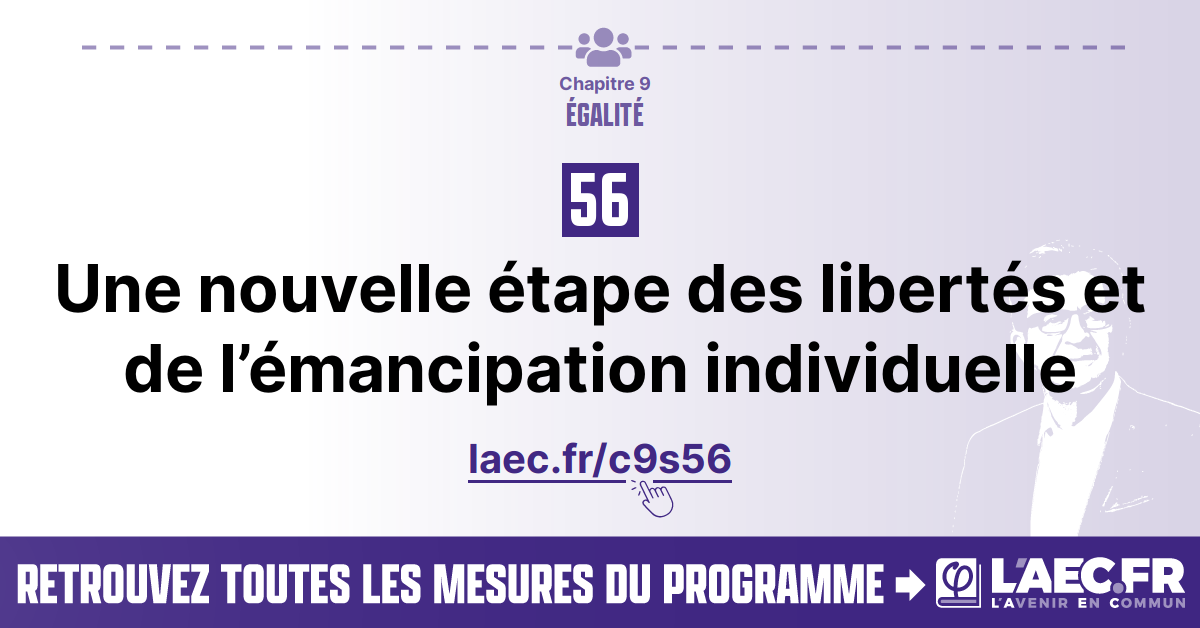 Chapitre 9
ÉGALITÉ
56
Une nouvelle étape des libertés et
de l’émancipation individuelle
laec.fr/c9s56
RETROUVEZ TOUTES LES MESURES DU PROGRAMME
φ
L'AEC.FR
L'AVENIR EN COMMUN